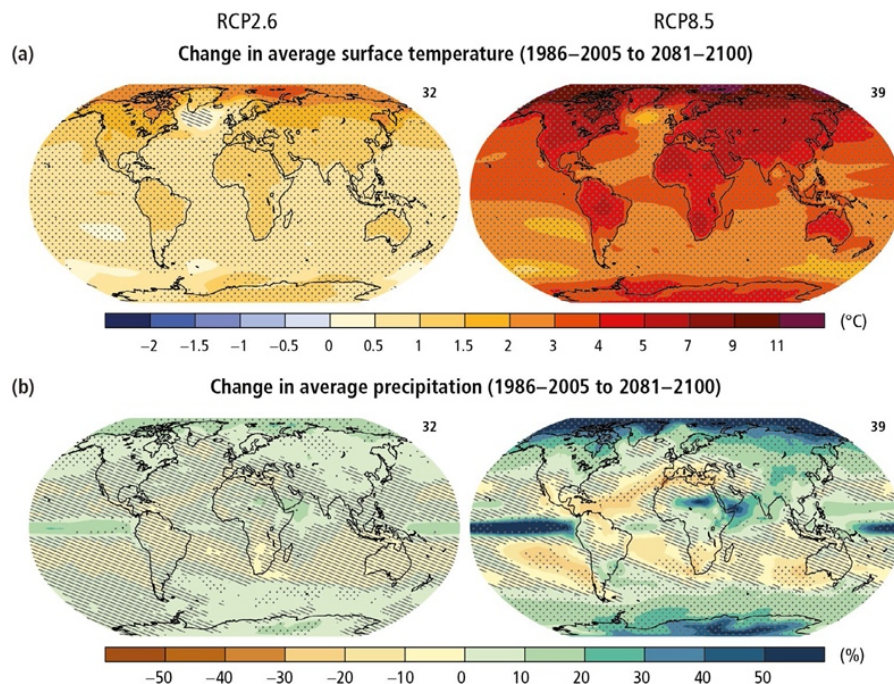 RCP2.6 RCP8.5
(a) Change in average surface temperature (1986–2005 to 2081–2100)
32 39
−2 −1.5 −1 −0.5 0 0.5 1 1.5 2 3 4 5 7 9 11 (°C)
(b) Change in average precipitation (1986–2005 to 2081–2100)
32 39
−50 −40 −30 −20 −10 0 10 20 30 40 50 (%)